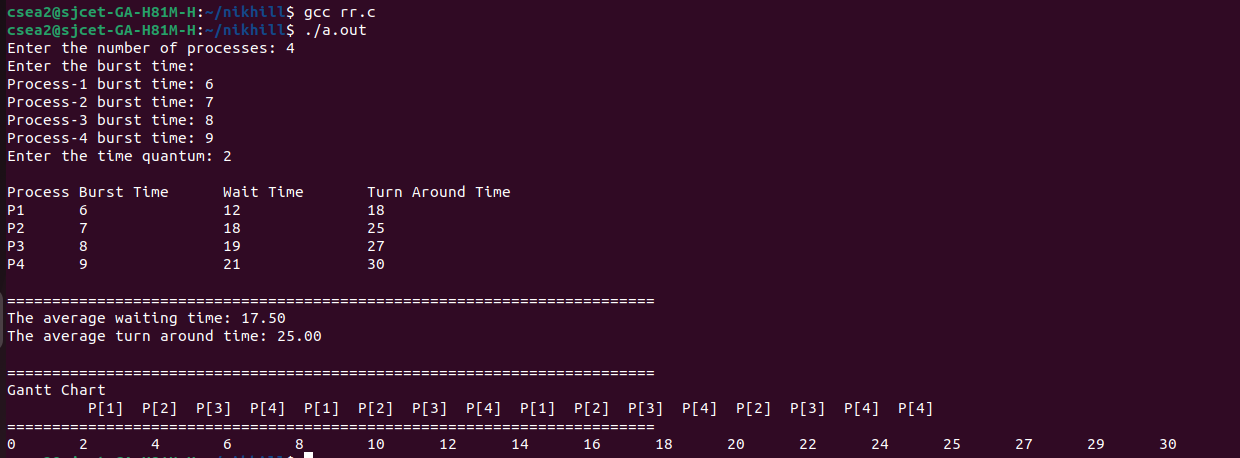 csea2@sjcet-GA-H81M-H:~/nikhill$ gcc rr.c
csea2@sjcet-GA-H81M-H:~/nikhill$ ./a.out
Enter the number of processes: 4
Enter the burst time:
Process-1 burst time: 6
Process-2 burst time: 7
Process-3 burst time: 8
Process-4 burst time: 9
Enter the time quantum: 2
Process Burst Time Wait Time Turn Around Time
P1 6 12 18
P2 7 18 25
P3 8 19 27
P4 9 21 30
========================================================================
The average waiting time: 17.50
The average turn around time: 25.00
========================================================================
Gantt Chart
P[1] P[2] P[3] P[4] P[1] P[2] P[3] P[4] P[1] P[2] P[3] P[4] P[2] P[3] P[4] P[4]
========================================================================
0 2 4 6 8 10 12 14 16 18 20 22 24 25 27 29 30